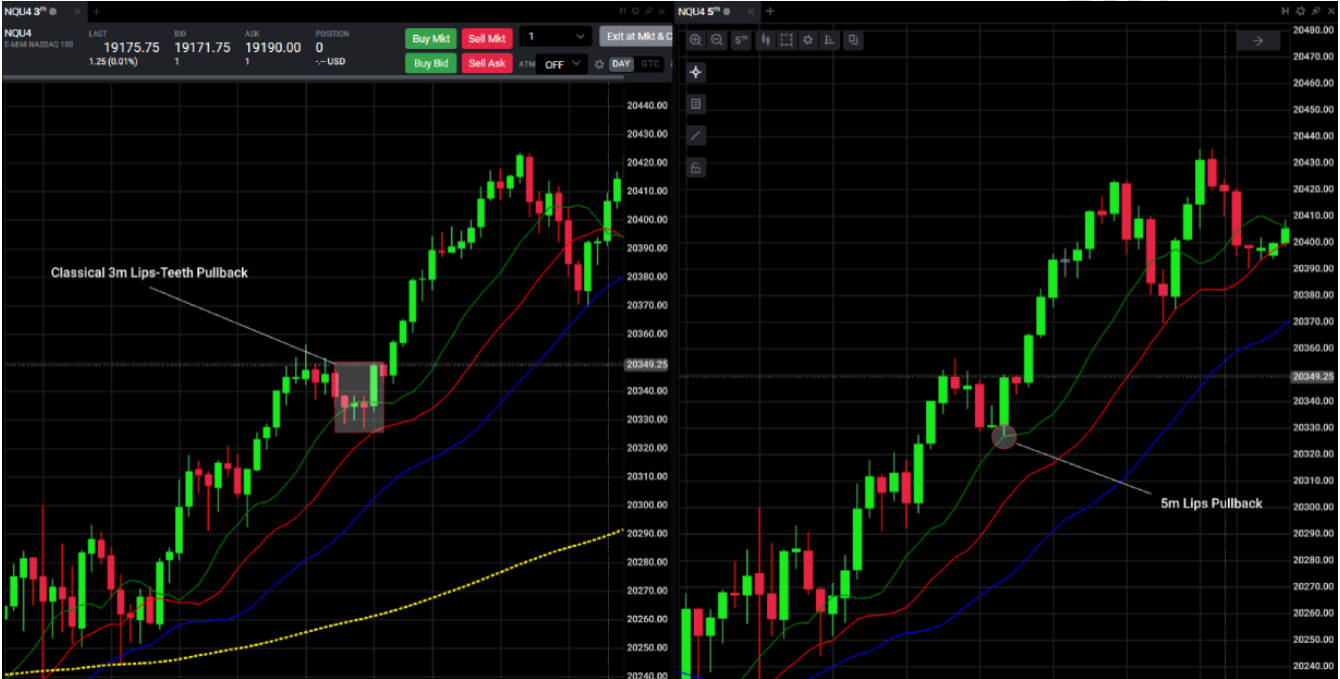 NQU4 3m
NQU4
E-MINI NASDAQ 100
LAST
19175.75
1.25 (0.01%)
BID
19171.75
1
ASK
19190.00
1
POSITION
0
-.-- USD
Buy Mkt
Sell Mkt
1
Exit at Mkt & C
Buy Bid
Sell Ask
ATM
OFF
DAY
GTC
H
20440.00
20430.00
20420.00
20410.00
20400.00
20390.00
20380.00
20370.00
20360.00
20349.25
20340.00
20330.00
20320.00
20310.00
20300.00
20290.00
20280.00
20270.00
20260.00
20250.00
20240.00
Classical 3m Lips-Teeth Pullback
NQU4 5m
H
5m
20480.00
20470.00
20460.00
20450.00
20440.00
20430.00
20420.00
20410.00
20400.00
20390.00
20380.00
20370.00
20360.00
20349.25
20340.00
20330.00
20320.00
20310.00
20300.00
20290.00
20280.00
20270.00
20260.00
20250.00
20240.00
5m Lips Pullback